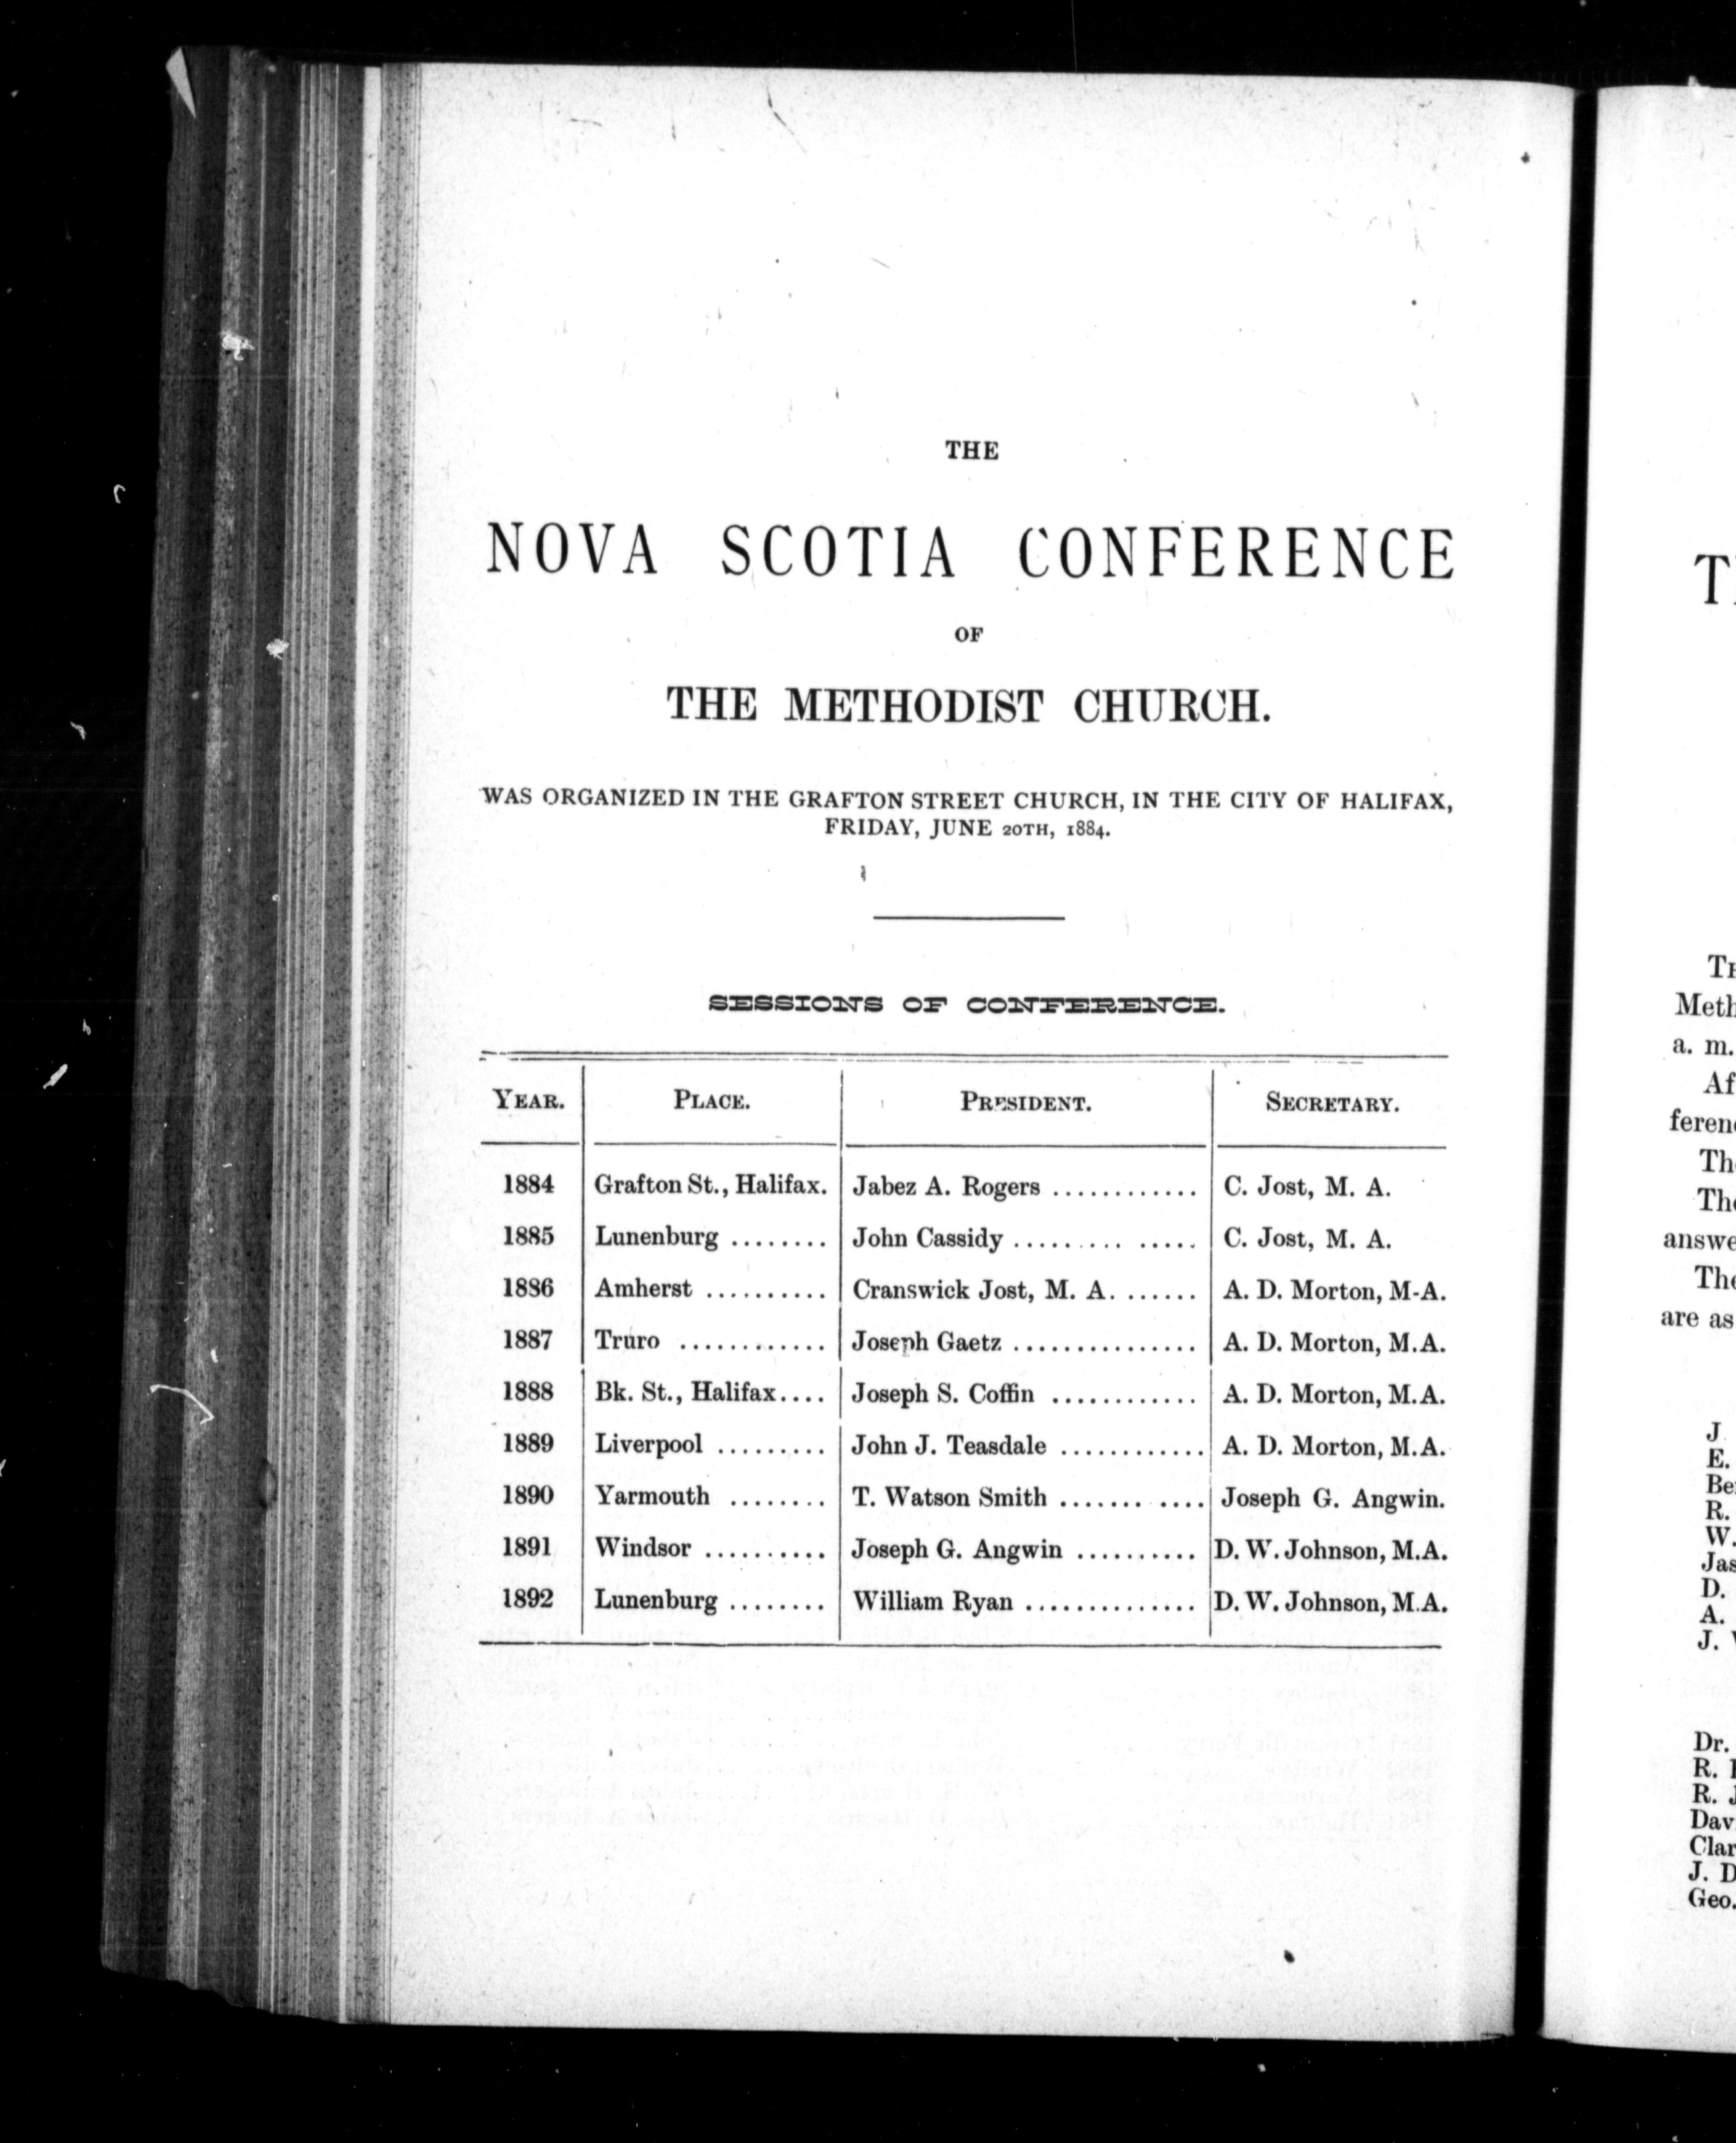 THE
NOVA SCOTIA CONFERENCE
OF
THE METHODIST CHURCH.
WAS ORGANIZED IN THE GRAFTON STREET CHURCH, IN THE CITY OF HALIFAX,
FRIDAY, JUNE 20TH, 1884.
SESSIONS OF CONFERENCE.
YEAR. PLACE. PRESIDENT. SECRETARY.
1884 Grafton St., Halifax. Jabez A. Rogers ............ C. Jost, M. A.
1885 Lunenburg ........ John Cassidy ......... ..... C. Jost, M. A.
1886 Amherst .......... Cranswick Jost, M. A. ...... A. D. Morton, M-A.
1887 Truro ............ Joseph Gaetz ............... A. D. Morton, M.A.
1888 Bk. St., Halifax.... Joseph S. Coffin ............ A. D. Morton, M.A.
1889 Liverpool ......... John J. Teasdale ............ A. D. Morton, M.A.
1890 Yarmouth ........ T. Watson Smith ....... .... Joseph G. Angwin.
1891 Windsor .......... Joseph G. Angwin .......... D. W. Johnson, M.A.
1892 Lunenburg ........ William Ryan .............. D. W. Johnson, M.A.
a. m.
are as
J
E.
R.
W.
D.
A.
J.
Dr.
R.
R.
J. D
Geo.